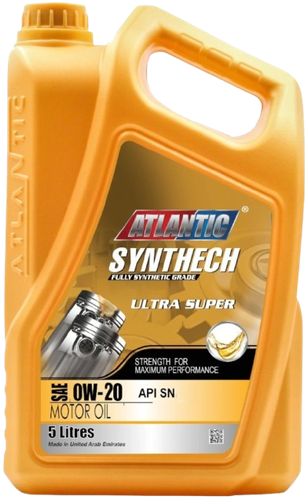 ATLANTIC
ATLANTIC
SYNTHECH
FULLY SYNTHETIC GRADE
ULTRA SUPER
STRENGTH FOR
MAXIMUM PERFORMANCE
SAE 0W-20 API SN
MOTOR OIL
5 Litres
Made in United Arab Emirates